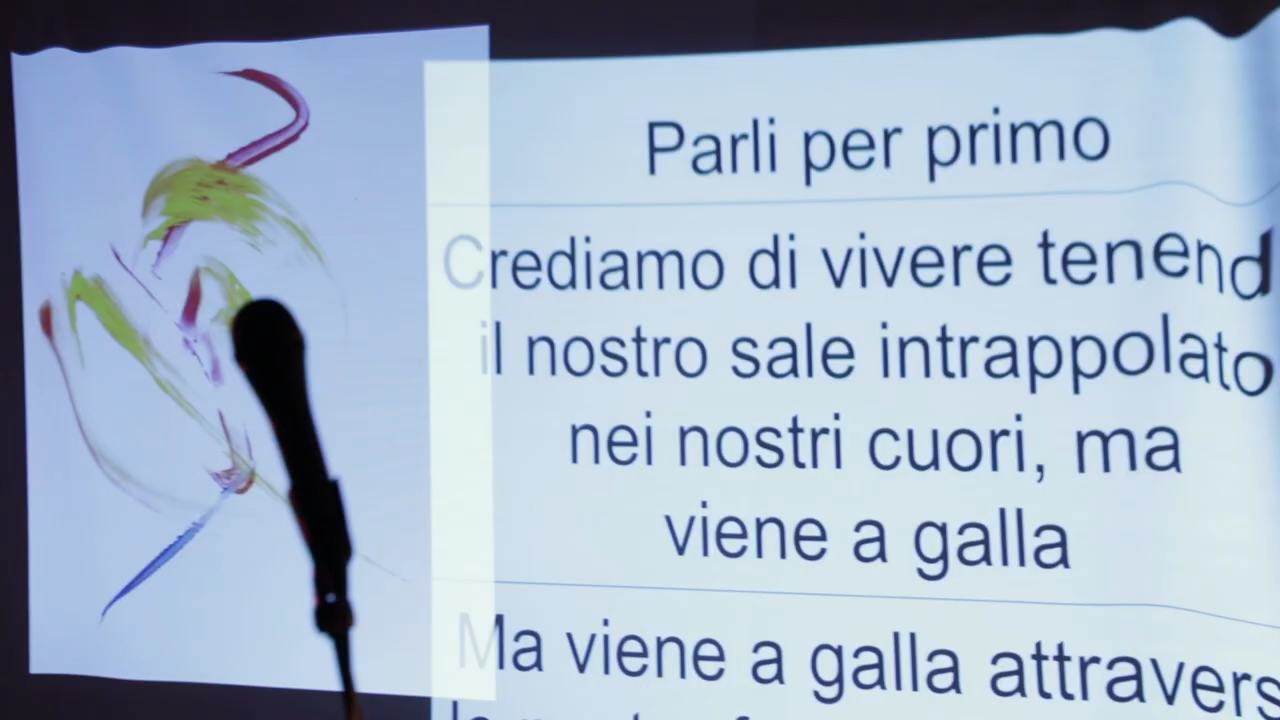 Parli per primo
Crediamo di vivere tenend
il nostro sale intrappolato
nei nostri cuori, ma
viene a galla
Ma viene a galla attravers